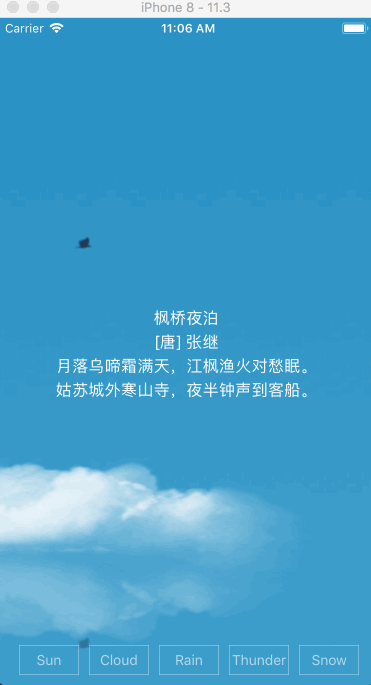 iPhone 8 - 11.3
Carrier 11:06 AM
枫桥夜泊
[唐] 张继
月落乌啼霜满天，江枫渔火对愁眠。
姑苏城外寒山寺，夜半钟声到客船。
Sun Cloud Rain Thunder Snow